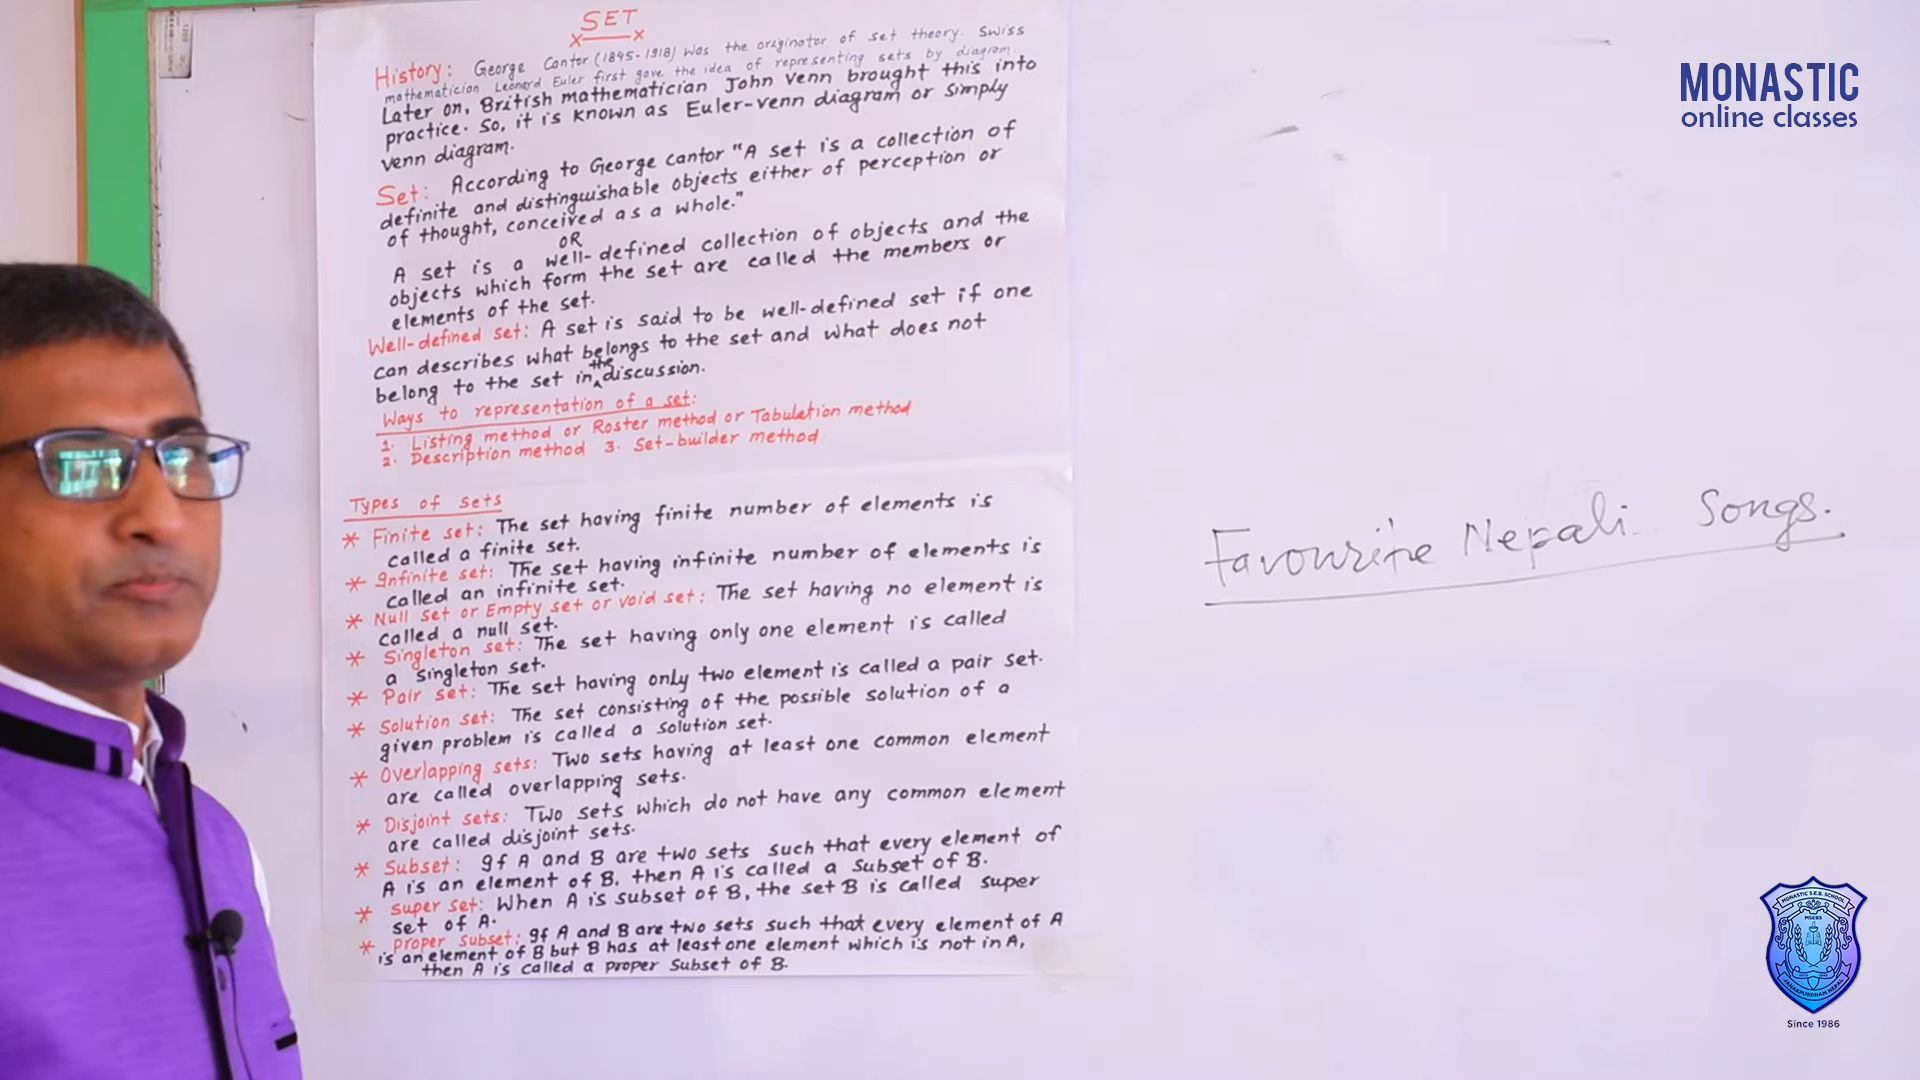 SET
History: George Cantor (1845-1918) was the originator of set theory. Swiss
mathematician Leonard Euler first gave the idea of representing sets by diagram.
Later on, British mathematician John Venn brought this into
practice. So, it is known as Euler-venn diagram or simply
venn diagram.
Set: According to George cantor "A set is a collection of
definite and distinguishable objects either of perception or
of thought, conceived as a whole."
OR
A set is a well-defined collection of objects and the
objects which form the set are called the members or
elements of the set.
Well-defined set: A set is said to be well-defined set if one
can describes what belongs to the set and what does not
belong to the set in the discussion.
Ways to representation of a set:
1. Listing method or Roster method or Tabulation method
2. Description method 3. Set-builder method
Types of sets
* Finite set: The set having finite number of elements is
called a finite set.
* Infinite set: The set having infinite number of elements is
called an infinite set.
* Null set or Empty set or void set: The set having no element is
called a null set.
* Singleton set: The set having only one element is called
a singleton set.
* Pair set: The set having only two element is called a pair set.
* Solution set: The set consisting of the possible solution of a
given problem is called a solution set.
* Overlapping sets: Two sets having at least one common element
are called overlapping sets.
* Disjoint sets: Two sets which do not have any common element
are called disjoint sets.
* Subset: If A and B are two sets such that every element of
A is an element of B, then A is called a Subset of B.
* Super set: When A is subset of B, the set B is called super
set of A.
* Proper Subset: If A and B are two sets such that every element of A
is an element of B but B has at least one element which is not in A,
then A is called a proper Subset of B.
Favourite Nepali Songs.
MONASTIC
online classes
MONASTIC S.E.B. SCHOOL
JANAKPURDHAM NEPAL
Since 1986